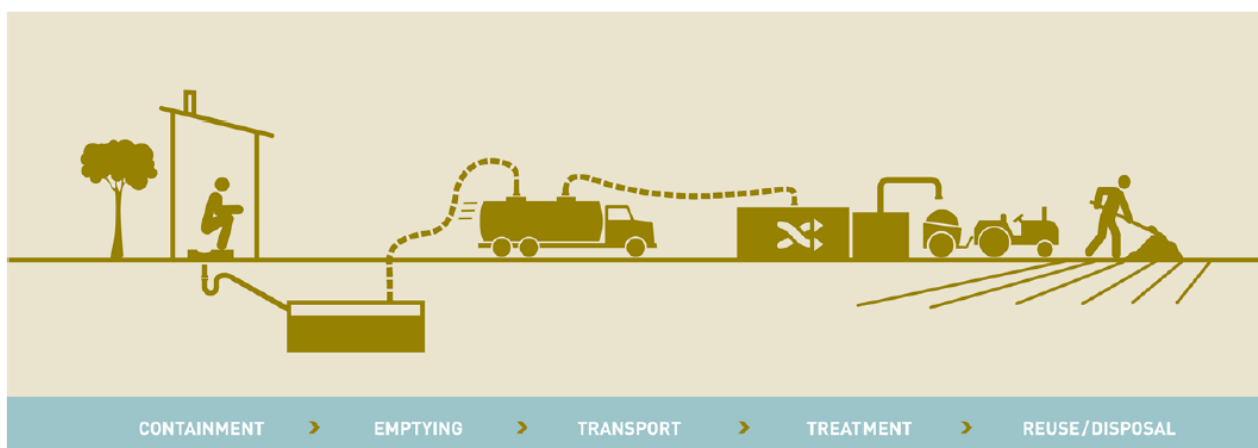 CONTAINMENT > EMPTYING > TRANSPORT > TREATMENT > REUSE/DISPOSAL